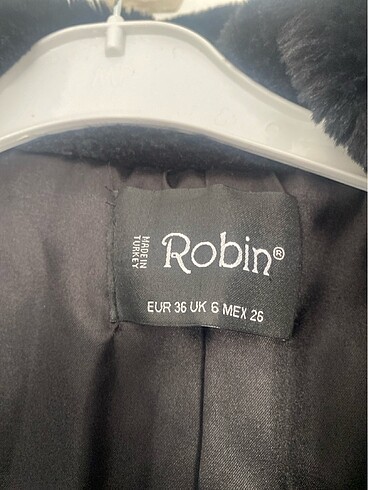 MADE IN
TURKEY
Robin®
EUR 36 UK 6 MEX 26